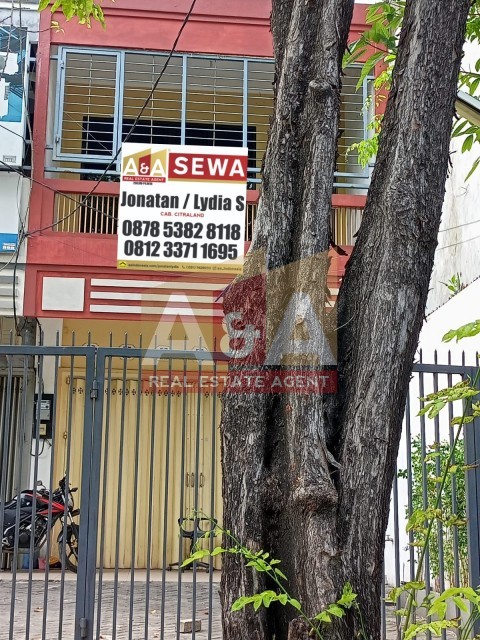 A&A SEWA
REAL ESTATE AGENT
Jonatan / Lydia S
CAB. CITRALAND
0878 5382 8118
0812 3371 1695
A&A
REAL ESTATE AGENT